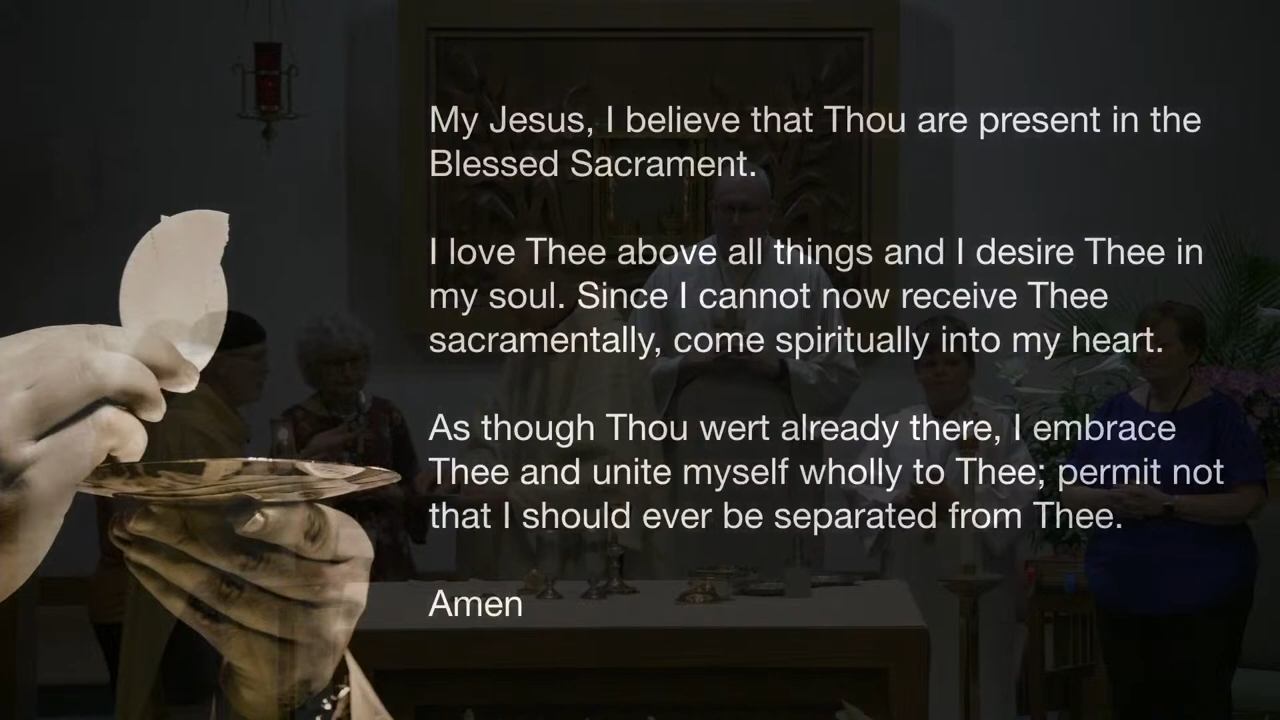 My Jesus, I believe that Thou are present in the
Blessed Sacrament.
I love Thee above all things and I desire Thee in
my soul. Since I cannot now receive Thee
sacramentally, come spiritually into my heart.
As though Thou wert already there, I embrace
Thee and unite myself wholly to Thee; permit not
that I should ever be separated from Thee.
Amen